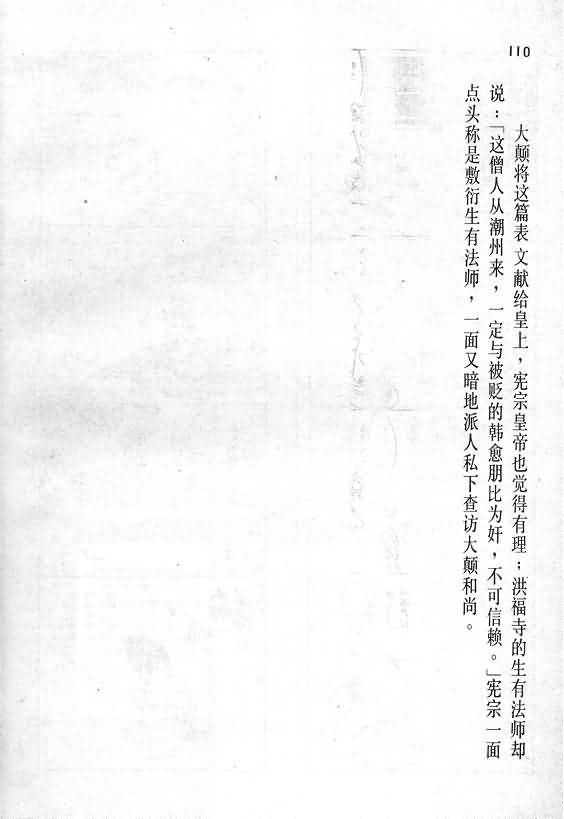 110
大颠将这篇表文献给皇上，宪宗皇帝也觉得有理；洪福寺的生有法师却
说：「这僧人从潮州来，一定与被贬的韩愈朋比为奸，不可信赖。」宪宗一面
点头称是敷衍生有法师，一面又暗地派人私下查访大颠和尚。